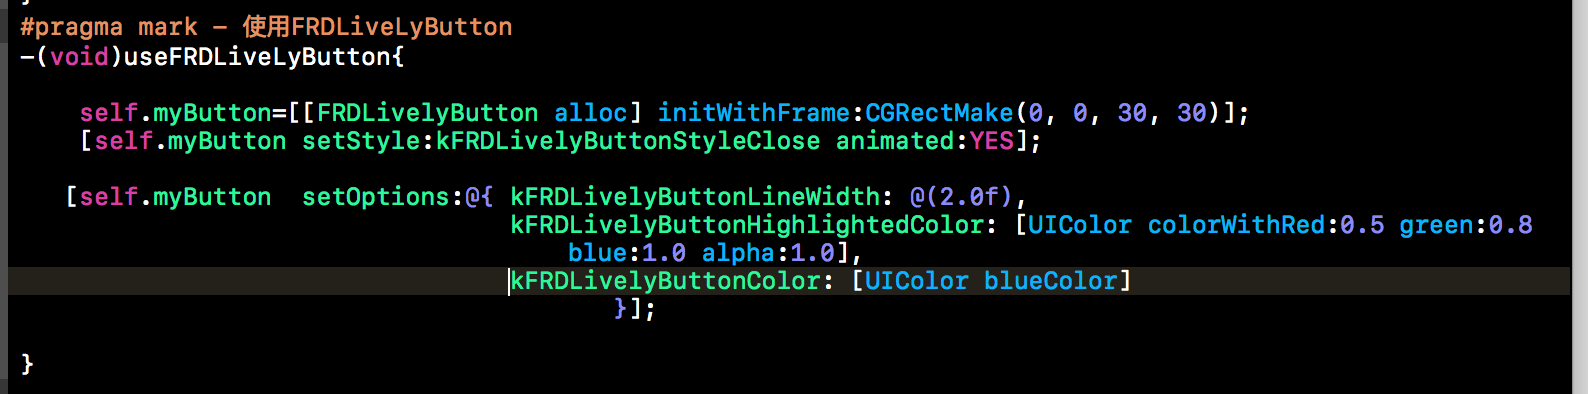 }
#pragma mark - 使用FRDLiveLyButton
-(void)useFRDLiveLyButton{
self.myButton=[[FRDLivelyButton alloc] initWithFrame:CGRectMake(0, 0, 30, 30)];
[self.myButton setStyle:kFRDLivelyButtonStyleClose animated:YES];
[self.myButton  setOptions:@{ kFRDLivelyButtonLineWidth: @(2.0f),
kFRDLivelyButtonHighlightedColor: [UIColor colorWithRed:0.5 green:0.8
blue:1.0 alpha:1.0],
kFRDLivelyButtonColor: [UIColor blueColor]
}];
}